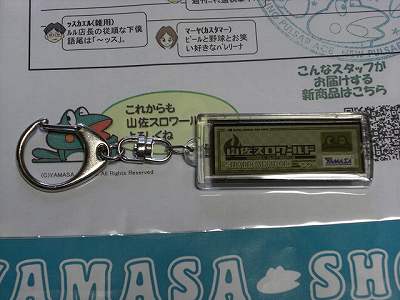 ッスカエル(雑用)
ルル店長の従順な下僕
語尾は「～ッス」。
マーヤ(カスタマー)
ビールと野球とお笑
い好きなバレリーナ
こんなスタッフが
お届けする
新商品はこちら
これからも
山佐スロワールド
よろしくね
(C)YAMASA
All Rights Reserved
山佐スロワールド
YAMASA
YAMASA SHO